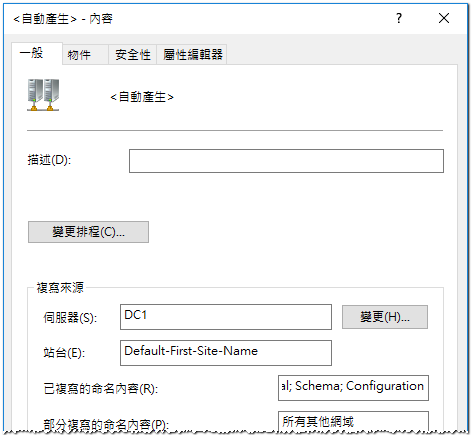 <自動產生> - 內容
?
一般 物件 安全性 屬性編輯器
<自動產生>
描述(D):
變更排程(C)...
複寫來源
伺服器(S): DC1 變更(H)...
站台(E): Default-First-Site-Name
已複寫的命名內容(R): al; Schema; Configuration
部分複寫的命名內容(P): 所有其他網域